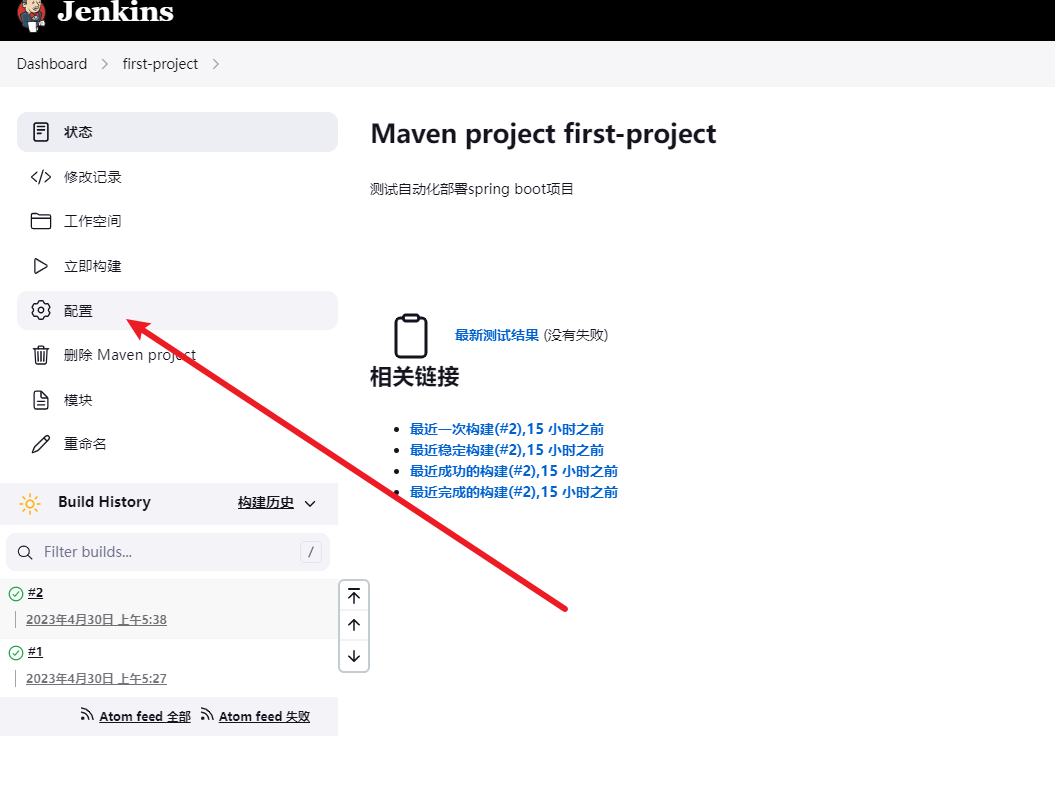 Jenkins
Dashboard
first-project
状态
修改记录
工作空间
立即构建
配置
删除 Maven project
模块
重命名
Build History
构建历史
Filter builds...
/
#2
2023年4月30日 上午5:38
#1
2023年4月30日 上午5:27
Atom feed 全部
Atom feed 失败
Maven project first-project
测试自动化部署spring boot项目
最新测试结果 (没有失败)
相关链接
最近一次构建(#2),15 小时之前
最近稳定构建(#2),15 小时之前
最近成功的构建(#2),15 小时之前
最近完成的构建(#2),15 小时之前